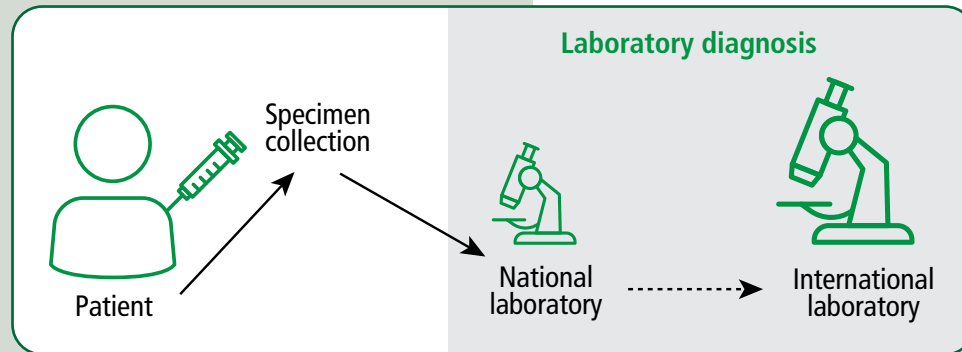 Laboratory diagnosis
Specimen
collection
Patient
National
laboratory
International
laboratory